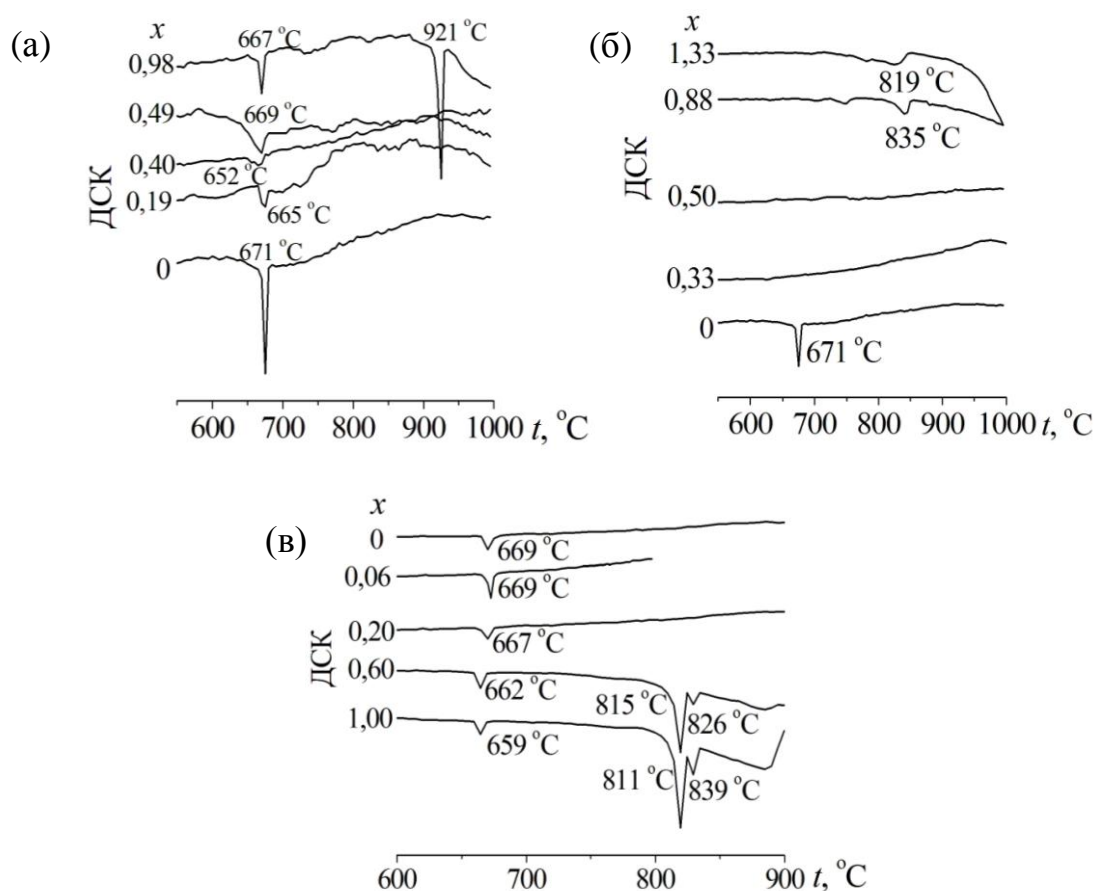 (а)
x
0,98
0,49
0,40
0,19
0
ДСК
667 °C
921 °C
669 °C
652 °C
665 °C
671 °C
600 700 800 900 1000 t, °C
(б)
x
1,33
0,88
0,50
0,33
0
ДСК
819 °C
835 °C
671 °C
600 700 800 900 1000 t, °C
(в)
x
0
0,06
0,20
0,60
1,00
ДСК
669 °C
669 °C
667 °C
662 °C
815 °C
826 °C
659 °C
811 °C
839 °C
600 700 800 900 t, °C